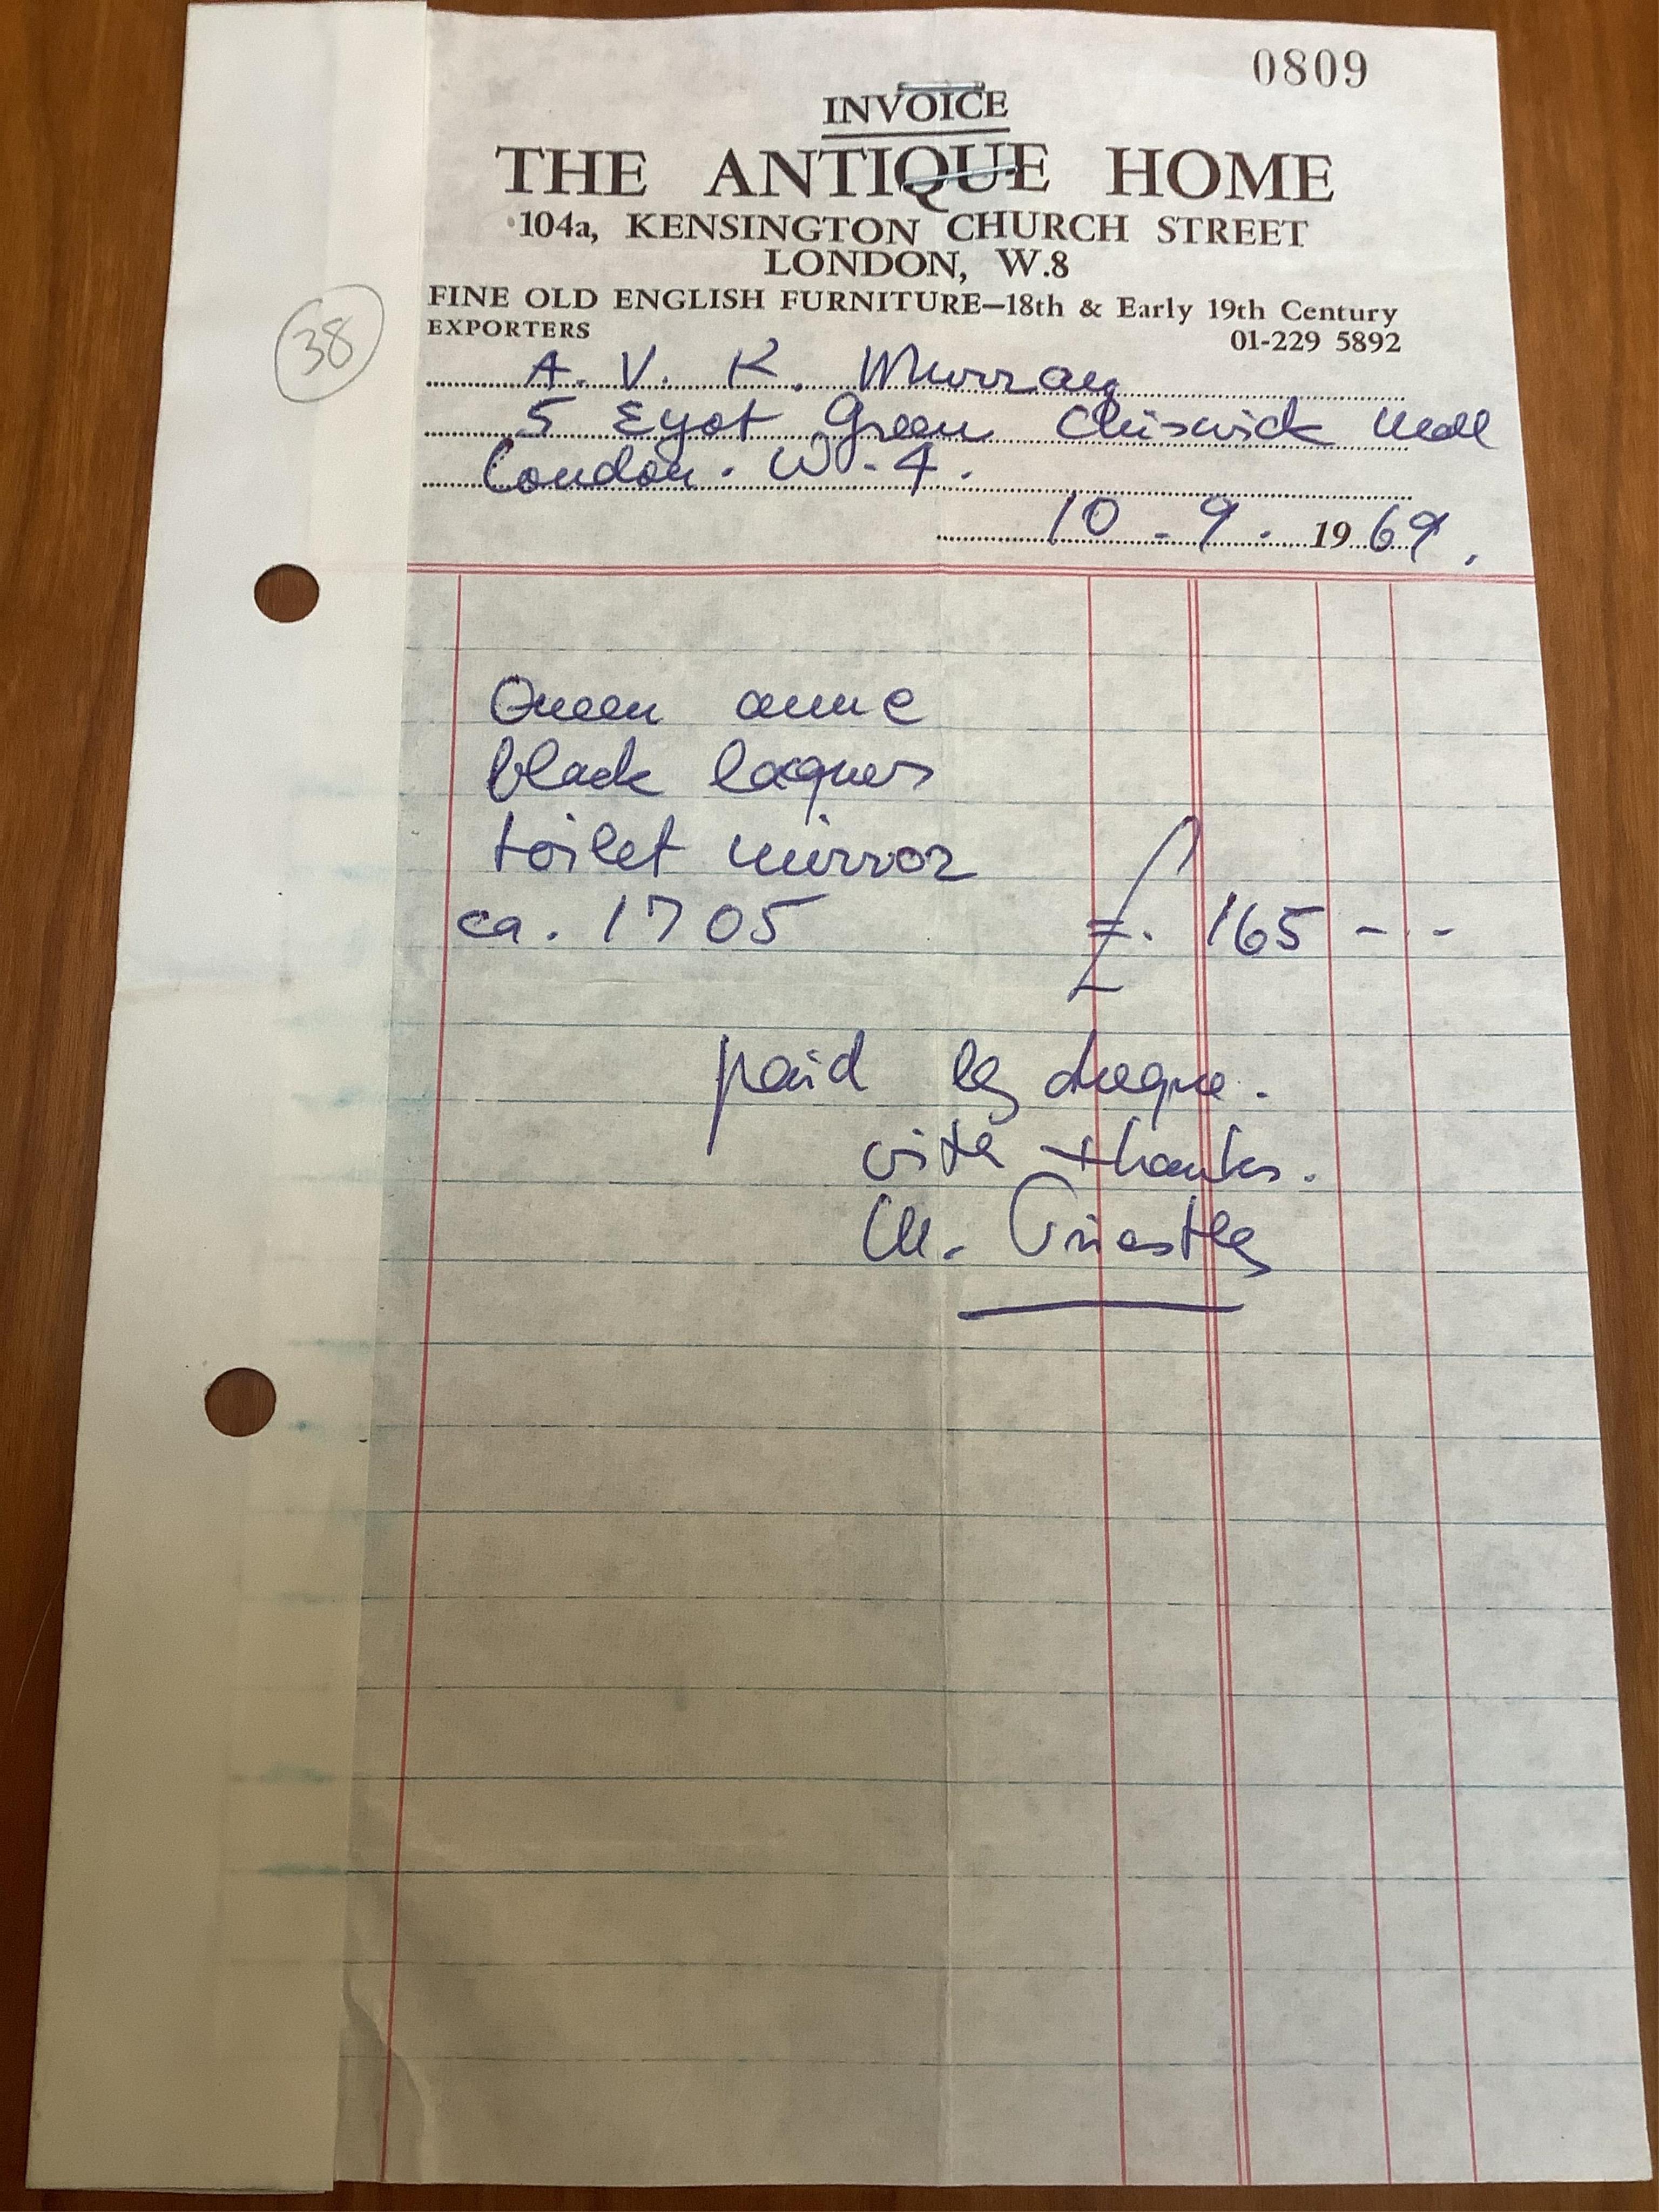 0809
INVOICE
THE ANTIQUE HOME
104a, KENSINGTON CHURCH STREET
LONDON, W.8
FINE OLD ENGLISH FURNITURE—18th & Early 19th Century
EXPORTERS 01-229 5892
38
A. V. K. Murray
5 Eyot Green Chiswick Mall
London. W.4.
10 - 9. 1969.
Queen anne
black laquer
toilet mirror
ca. 1705 £. 165 - -
paid by cheque.
with thanks.
M. Priestley